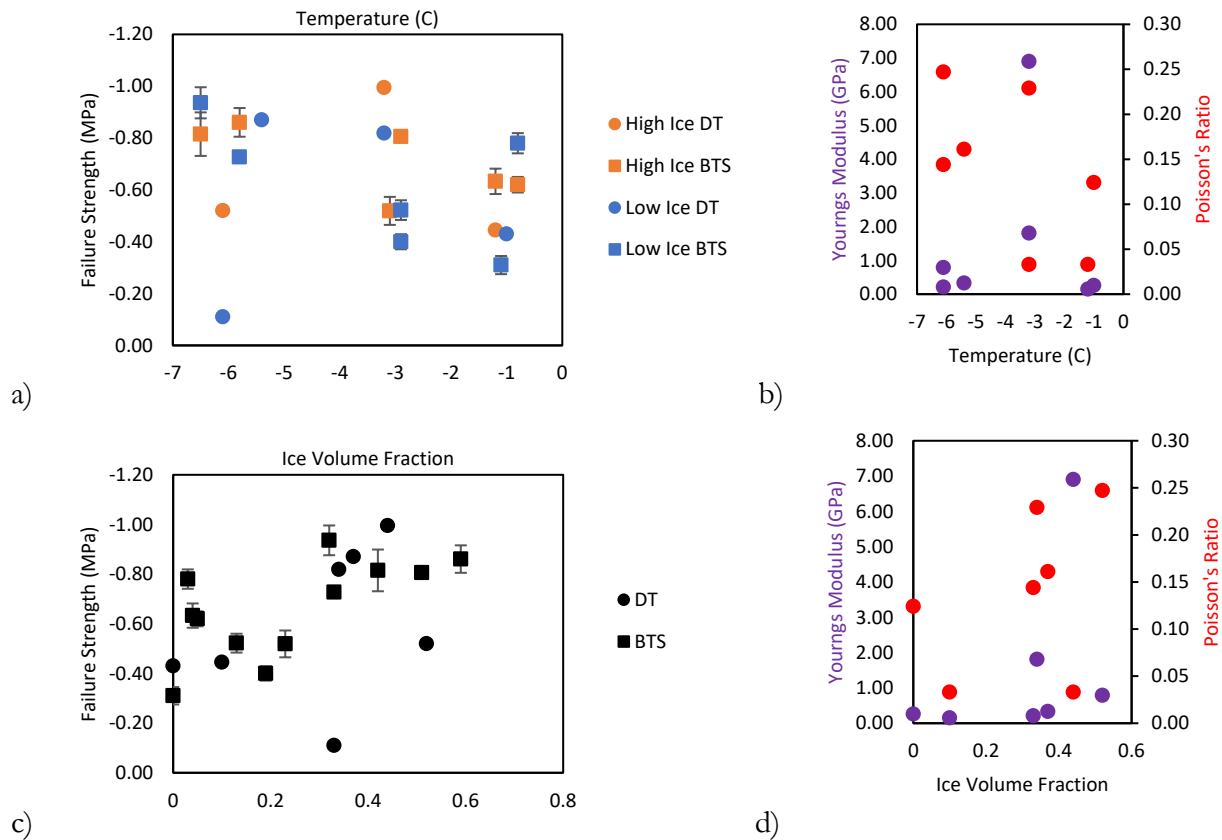 Temperature (C)
-1.20
-1.00
-0.80
-0.60
-0.40
-0.20
0.00
Failure Strength (MPa)
-7 -6 -5 -4 -3 -2 -1 0
High Ice DT
High Ice BTS
Low Ice DT
Low Ice BTS
a)
8.00
7.00
6.00
5.00
4.00
3.00
2.00
1.00
0.00
Yourngs Modulus (GPa)
0.30
0.25
0.20
0.15
0.10
0.05
0.00
Poisson's Ratio
-7 -6 -5 -4 -3 -2 -1 0
Temperature (C)
b)
Ice Volume Fraction
-1.20
-1.00
-0.80
-0.60
-0.40
-0.20
0.00
Failure Strength (MPa)
0 0.2 0.4 0.6 0.8
DT
BTS
c)
8.00
7.00
6.00
5.00
4.00
3.00
2.00
1.00
0.00
Yourngs Modulus (GPa)
0.30
0.25
0.20
0.15
0.10
0.05
0.00
Poisson's Ratio
0 0.2 0.4 0.6
Ice Volume Fraction
d)